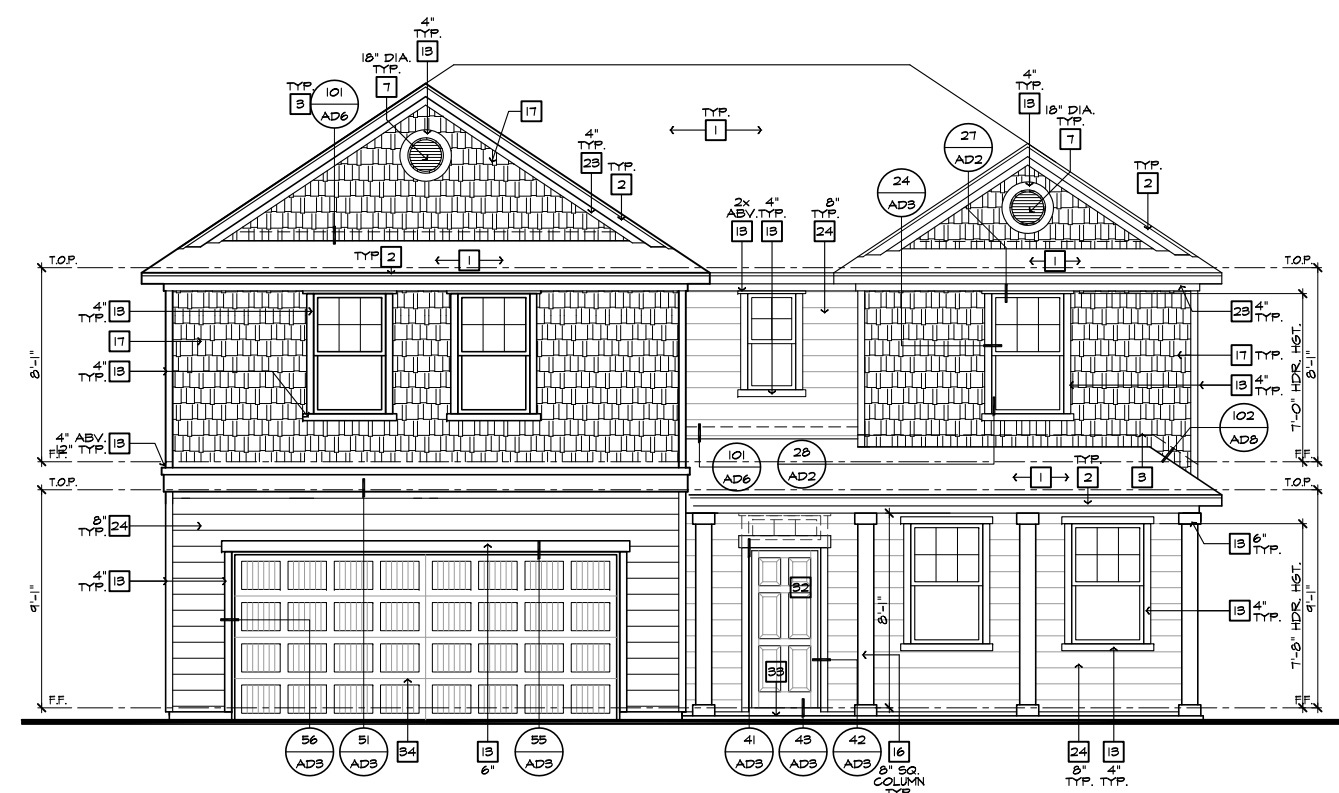 4"
TYP.
13
18" DIA.
TYP.
7
TYP.
3
101
AD6
17
4"
23
TYP.
2
TYP.
1
4"
TYP.
13
18" DIA.
TYP.
7
27
AD2
24
AD3
TYP.
2
2x
ABV.
13
4"
TYP.
13
8"
TYP.
24
T.O.P.
TYP
2
1
1
T.O.P.
4"
TYP.
13
17
4"
TYP.
13
8'-1"
23
4"
TYP.
17
TYP.
13
4"
TYP.
7'-0" HDR. HGT.
8'-1"
4" ABV.
12" TYP.
13
F.F.
102
AD8
F.F.
101
AD6
28
AD2
TYP.
1
2
3
T.O.P.
T.O.P.
8"
TYP.
24
13
6"
TYP.
4"
TYP.
13
9'-1"
32
8'-1"
13
4"
TYP.
7'-8" HDR. HGT.
9'-1"
33
F.F.
F.F.
56
AD3
51
AD3
34
13
6"
55
AD3
41
AD3
43
AD3
42
AD3
16
8" SQ.
COLUMN
TYP.
24
8"
TYP.
13
4"
TYP.